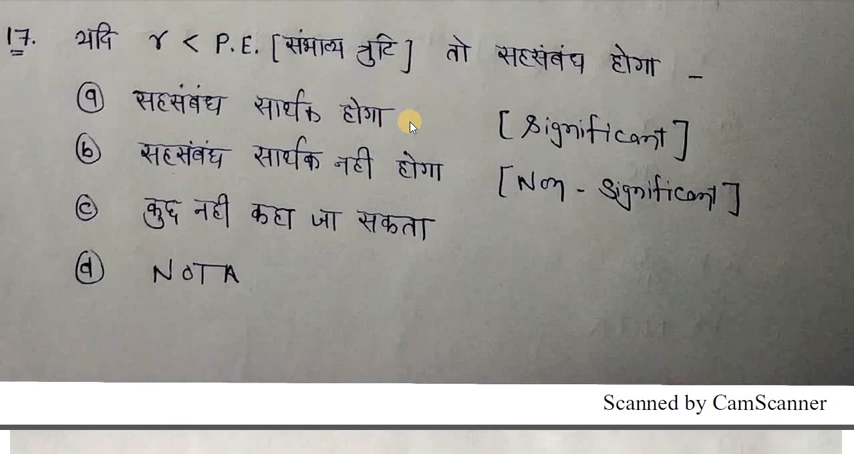 17. यदि r < P.E. [संभाव्य त्रुटि] तो सहसंबंध होगा –
(a) सहसंबंध सार्थक होगा [Significant]
(b) सहसंबंध सार्थक नही होगा [Non - Significant]
(c) कुछ नही कहा जा सकता
(d) NOTA
Scanned by CamScanner